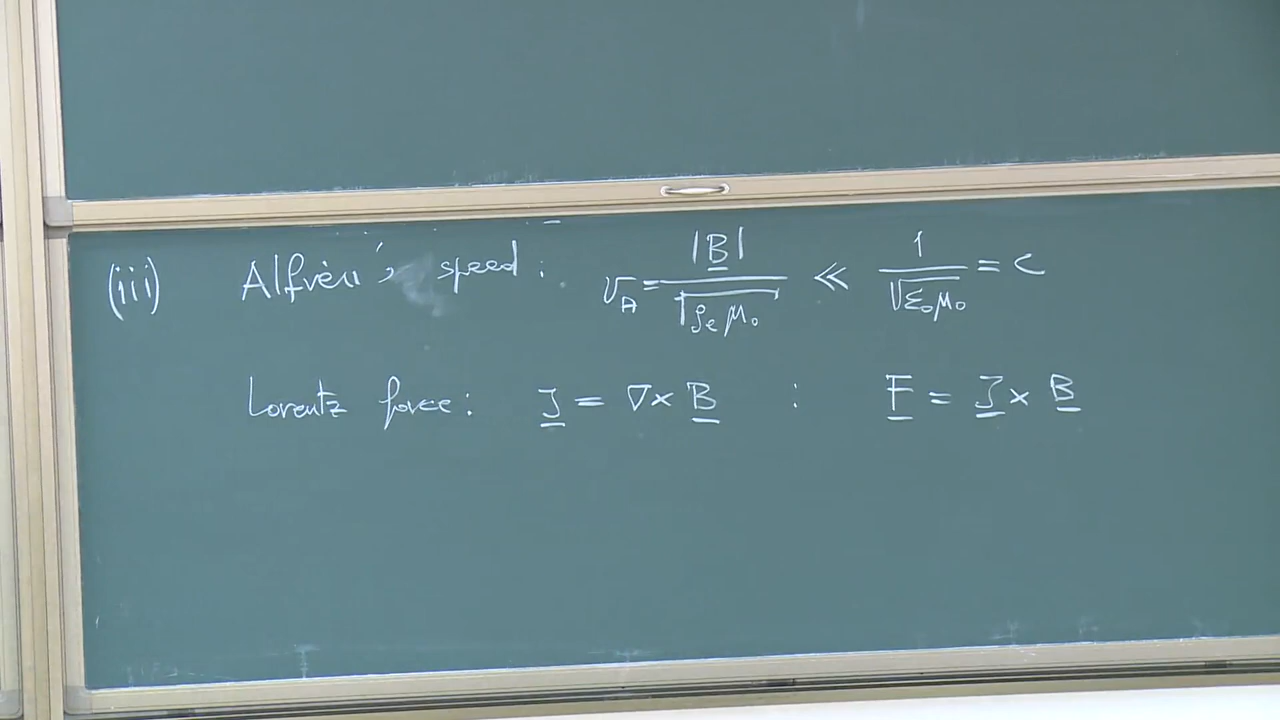 (iii) Alfvén's speed: v_A = |B| / √(ρ_e μ_0) ≪ 1 / √(ε_0 μ_0) = c
Lorentz force: J = ∇ × B : F = J × B